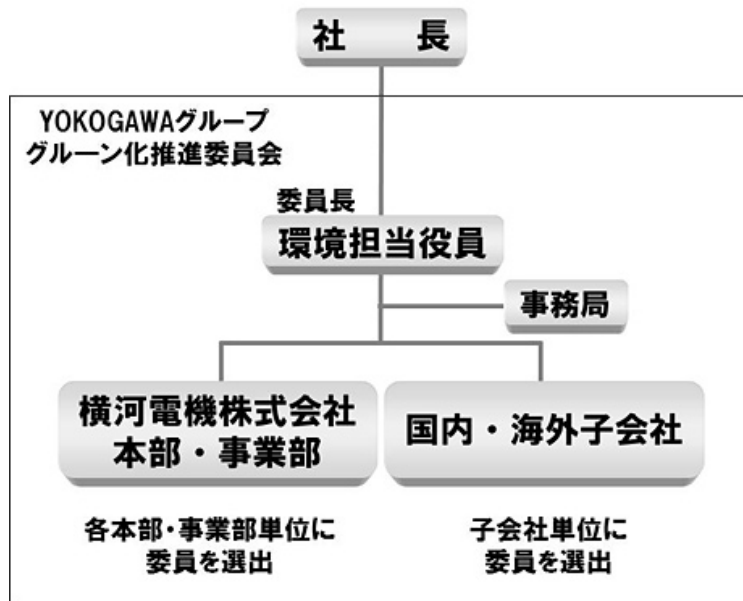 社　　長
YOKOGAWAグループ
グルーン化推進委員会
委員長
環境担当役員
事務局
横河電機株式会社
本部・事業部
国内・海外子会社
各本部・事業部単位に
委員を選出
子会社単位に
委員を選出